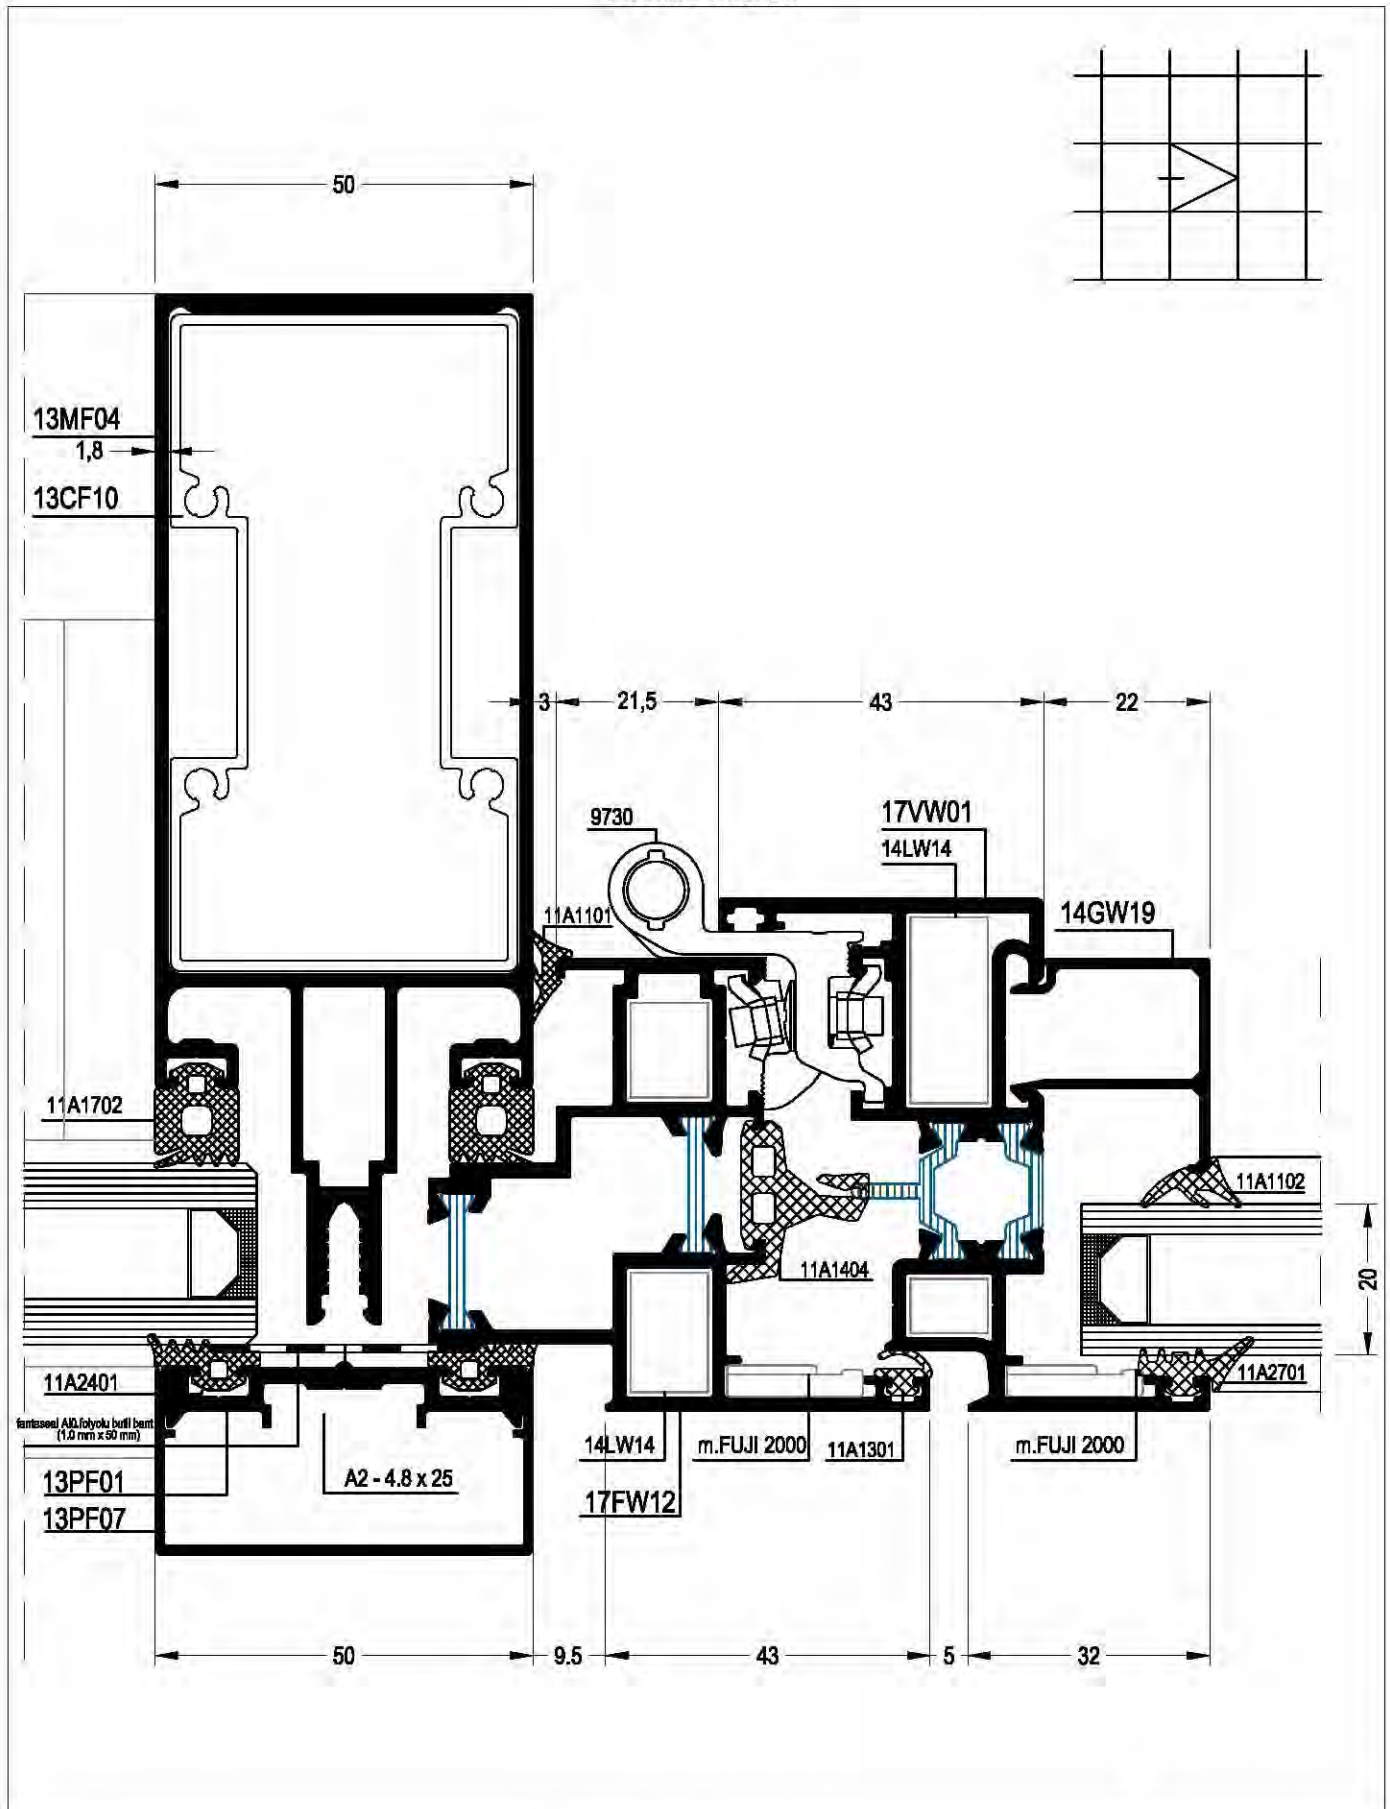 50
13MF04
1,8
13CF10
3
21,5
43
22
9730
17VW01
14LW14
11A1101
14GW19
11A1702
11A1102
11A1404
20
11A2401
11A2701
fantaseal Alü.folyolu butil bant
(1.0 mm x 50 mm)
14LW14
m.FUJI 2000
11A1301
m.FUJI 2000
13PF01
A2 - 4.8 x 25
17FW12
13PF07
50
9.5
43
5
32